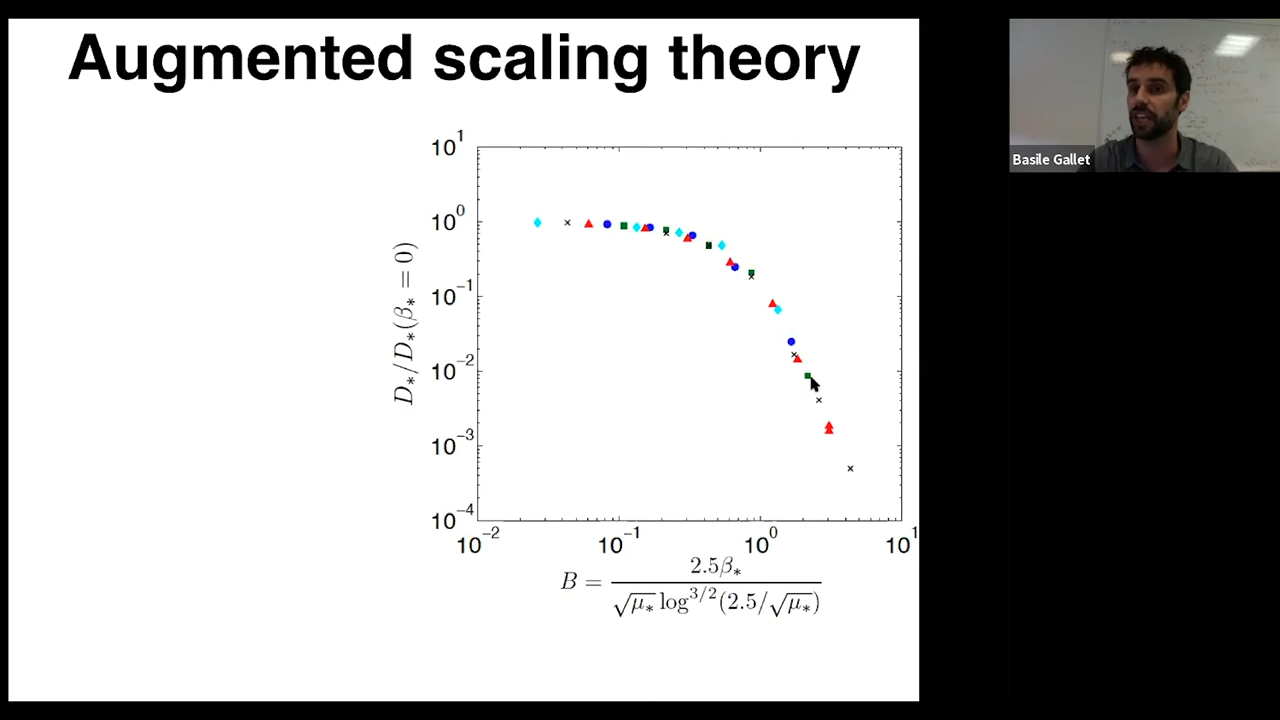 Augmented scaling theory
Basile Gallet
10^1
10^0
10^-1
10^-2
10^-3
10^-4
D_*/D_*(β_* = 0)
10^-2 10^-1 10^0 10^1
B = 2.5β_* / √μ_* log^3/2(2.5/√μ_*)